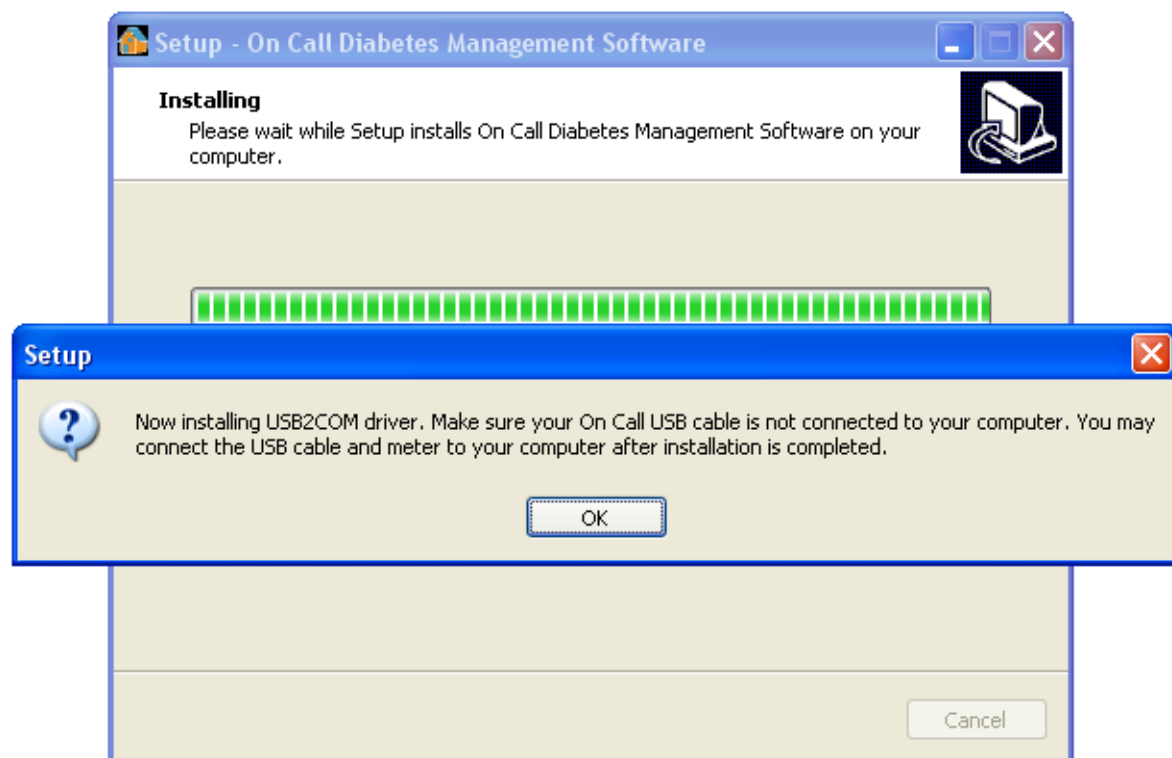 Setup - On Call Diabetes Management Software
Installing
Please wait while Setup installs On Call Diabetes Management Software on your
computer.
Setup
Now installing USB2COM driver. Make sure your On Call USB cable is not connected to your computer. You may
connect the USB cable and meter to your computer after installation is completed.
OK
Cancel